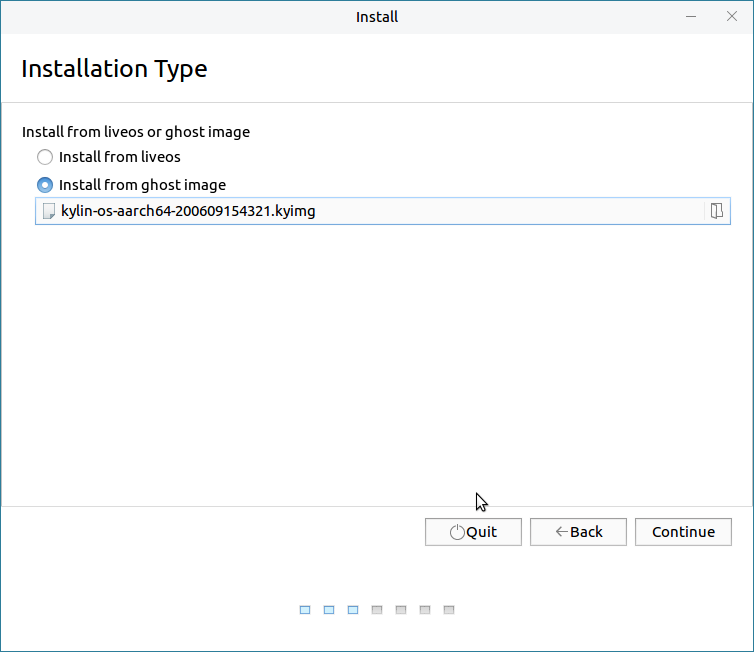 Install
Installation Type
Install from liveos or ghost image
Install from liveos
Install from ghost image
kylin-os-aarch64-200609154321.kyimg
Quit
Back
Continue